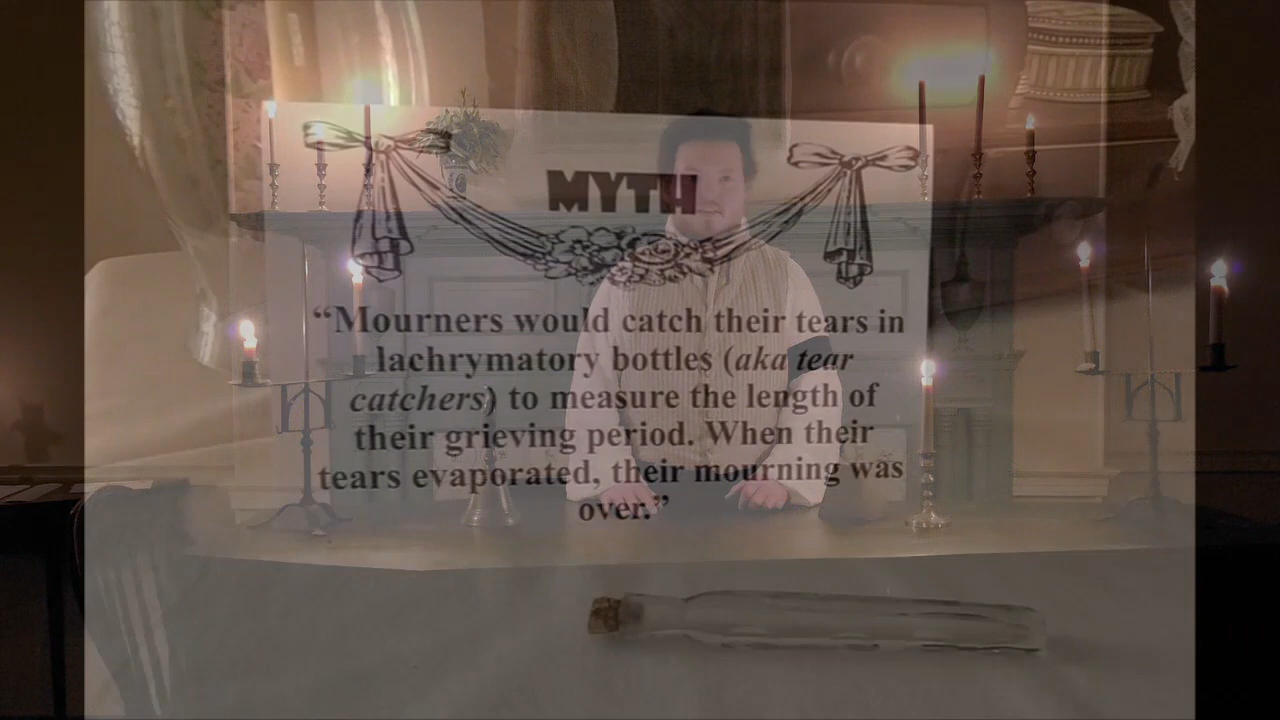 MYTH
“Mourners would catch their tears in
lachrymatory bottles (aka tear
catchers) to measure the length of
their grieving period. When their
tears evaporated, their mourning was
over.”